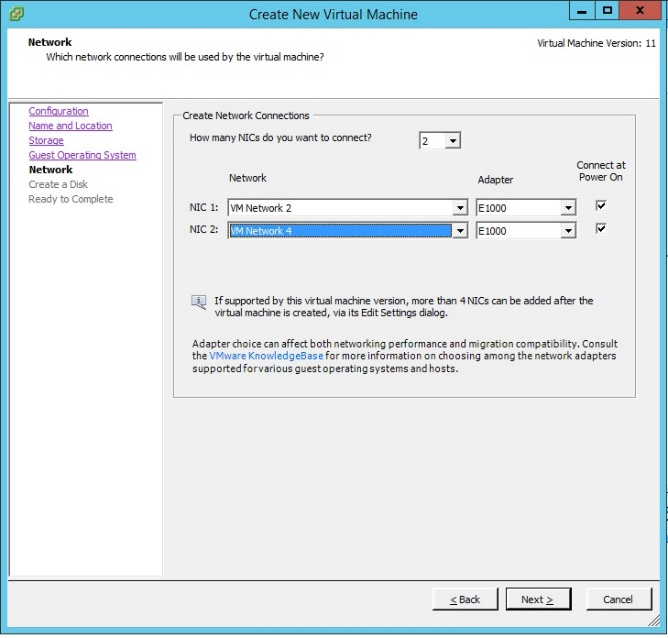 Create New Virtual Machine
Network
Which network connections will be used by the virtual machine?
Virtual Machine Version: 11
Configuration
Name and Location
Storage
Guest Operating System
Network
Create a Disk
Ready to Complete
Create Network Connections
How many NICs do you want to connect?
2
Network
Adapter
Connect at
Power On
NIC 1:
VM Network 2
E1000
NIC 2:
VM Network 4
E1000
If supported by this virtual machine version, more than 4 NICs can be added after the
virtual machine is created, via its Edit Settings dialog.
Adapter choice can affect both networking performance and migration compatibility. Consult
the VMware KnowledgeBase for more information on choosing among the network adapters
supported for various guest operating systems and hosts.
< Back
Next >
Cancel